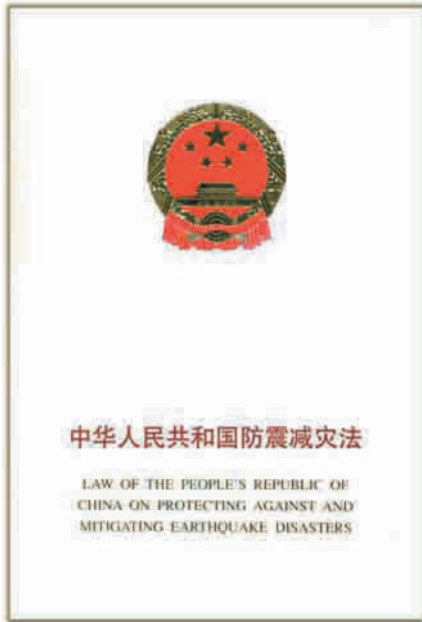 中华人民共和国防震减灾法
LAW OF THE PEOPLE'S REPUBLIC OF
CHINA ON PROTECTING AGAINST AND
MITIGATING EARTHQUAKE DISASTERS